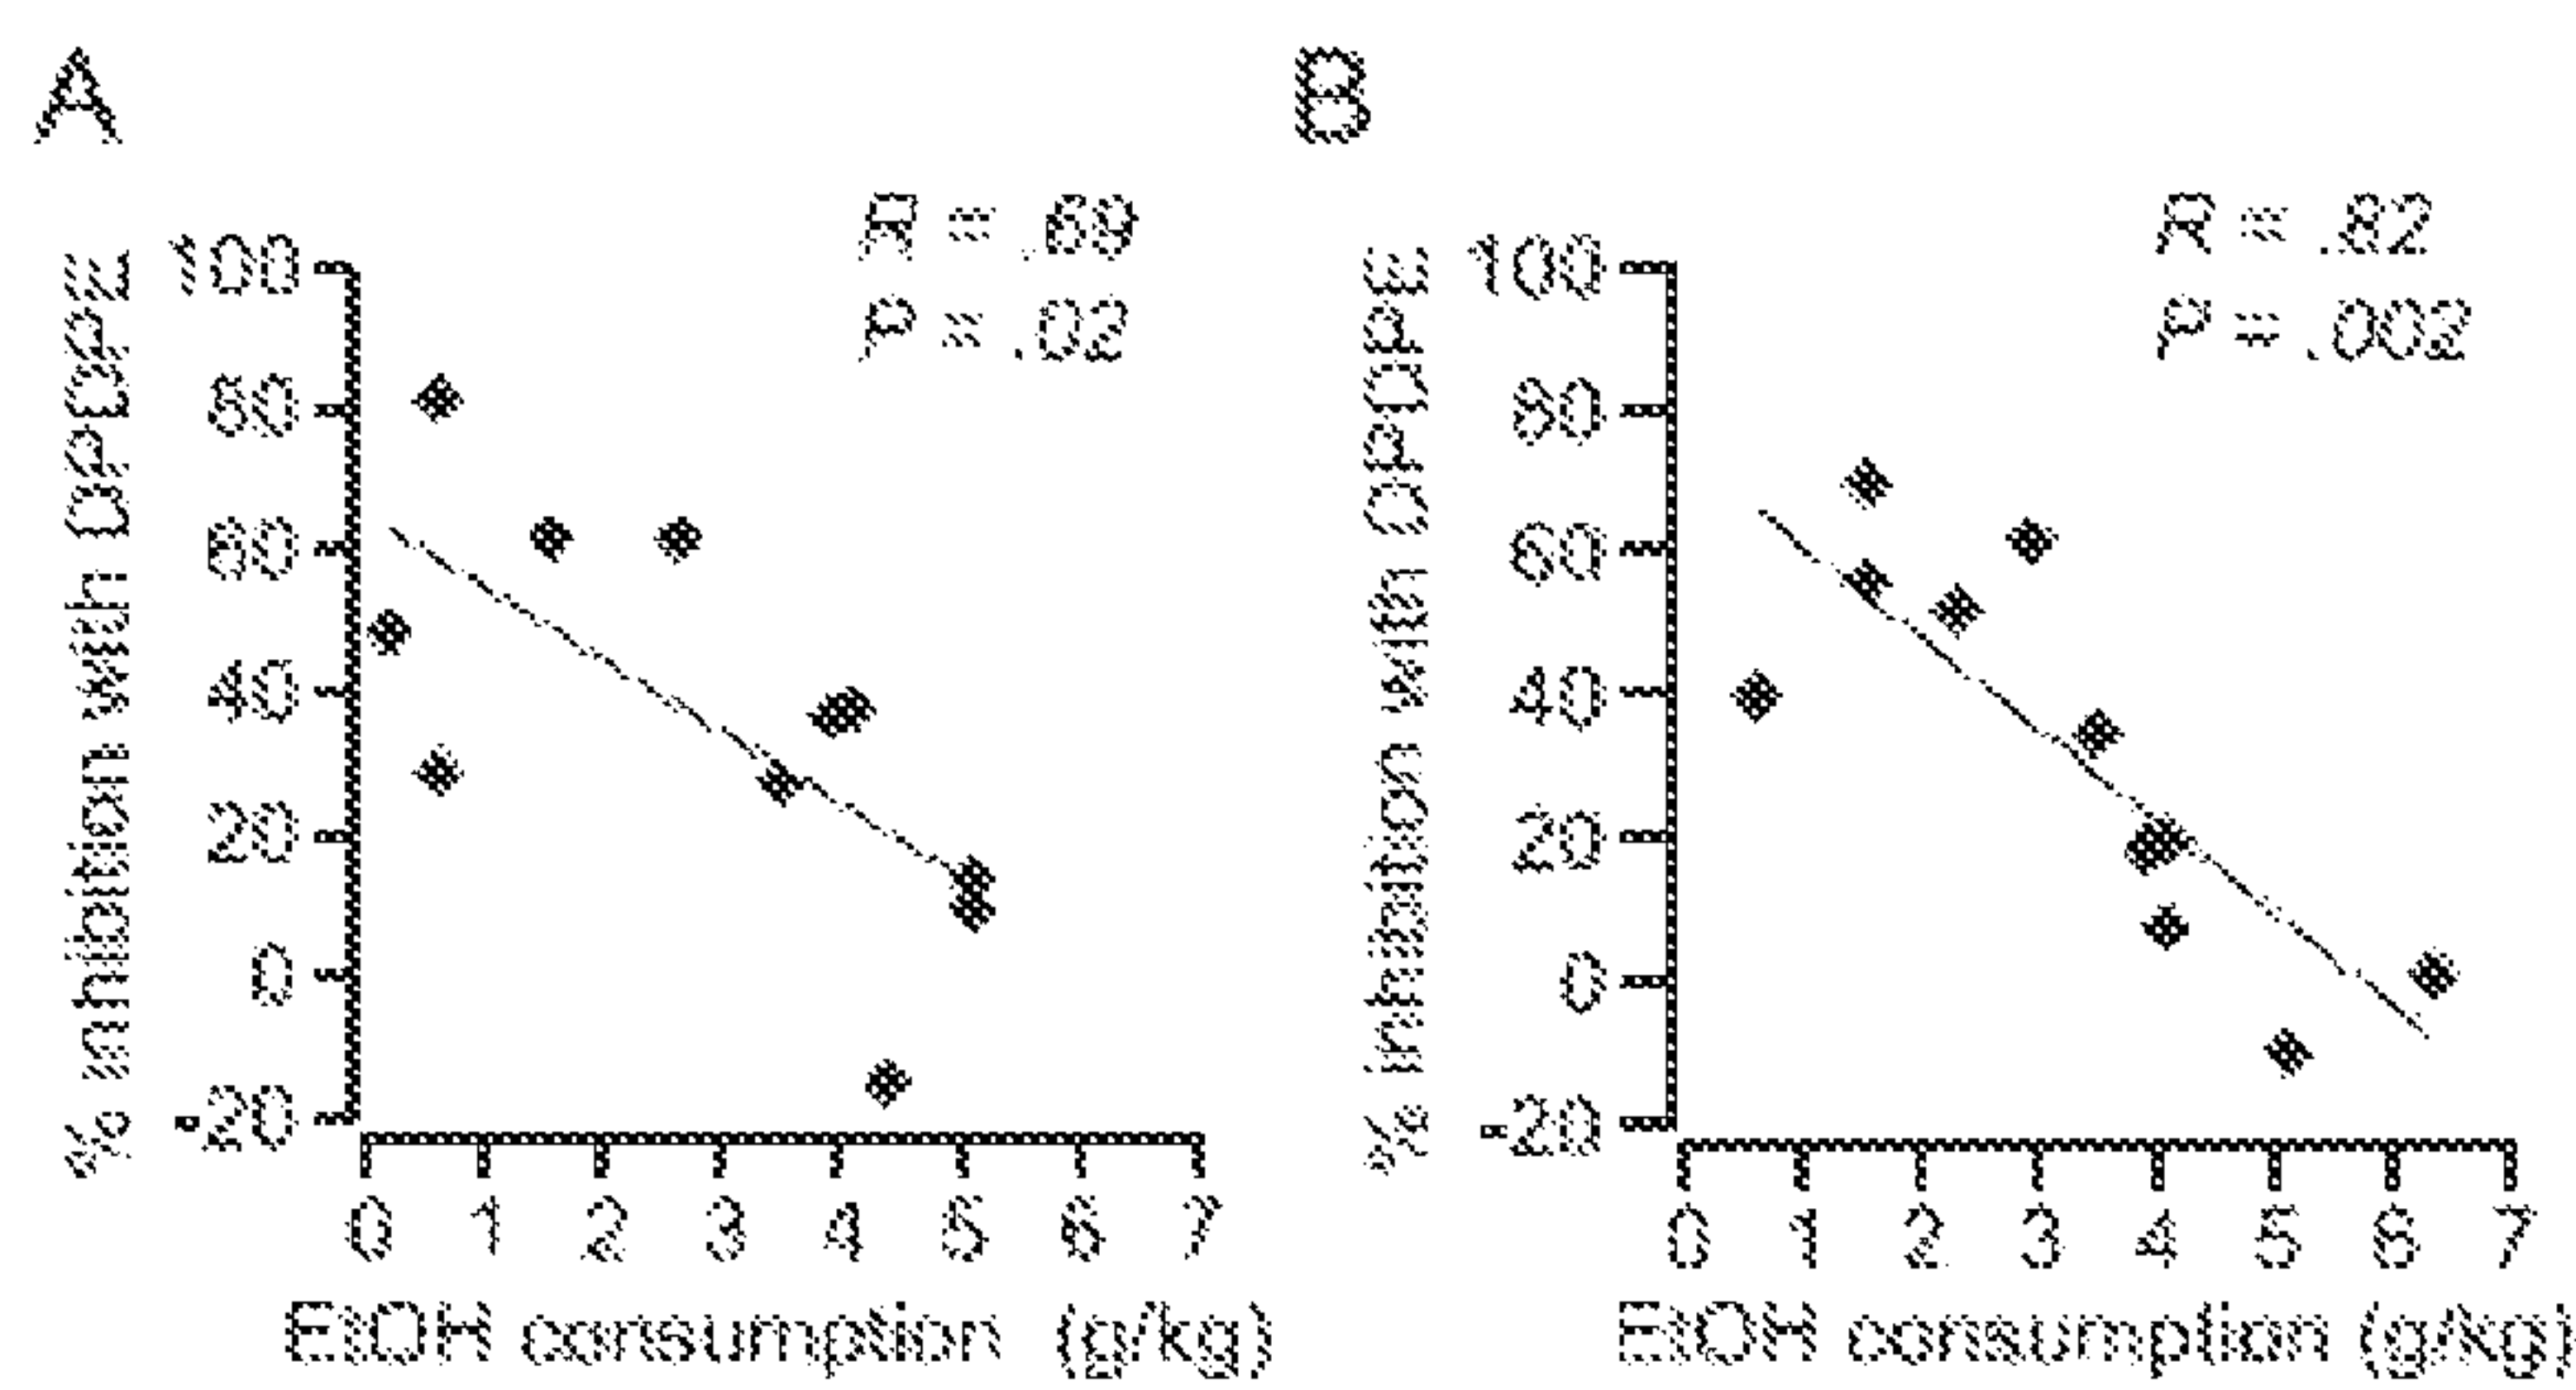 A
R = .69
P = .02
% inhibition with
100
80
60
40
20
0
-20
0 1 2 3 4 5 6 7
EtOH consumption (g/kg)
B
R = .82
P = .002
% inhibition with DPDPE
100
80
60
40
20
0
-20
0 1 2 3 4 5 6 7
EtOH consumption (g/kg)